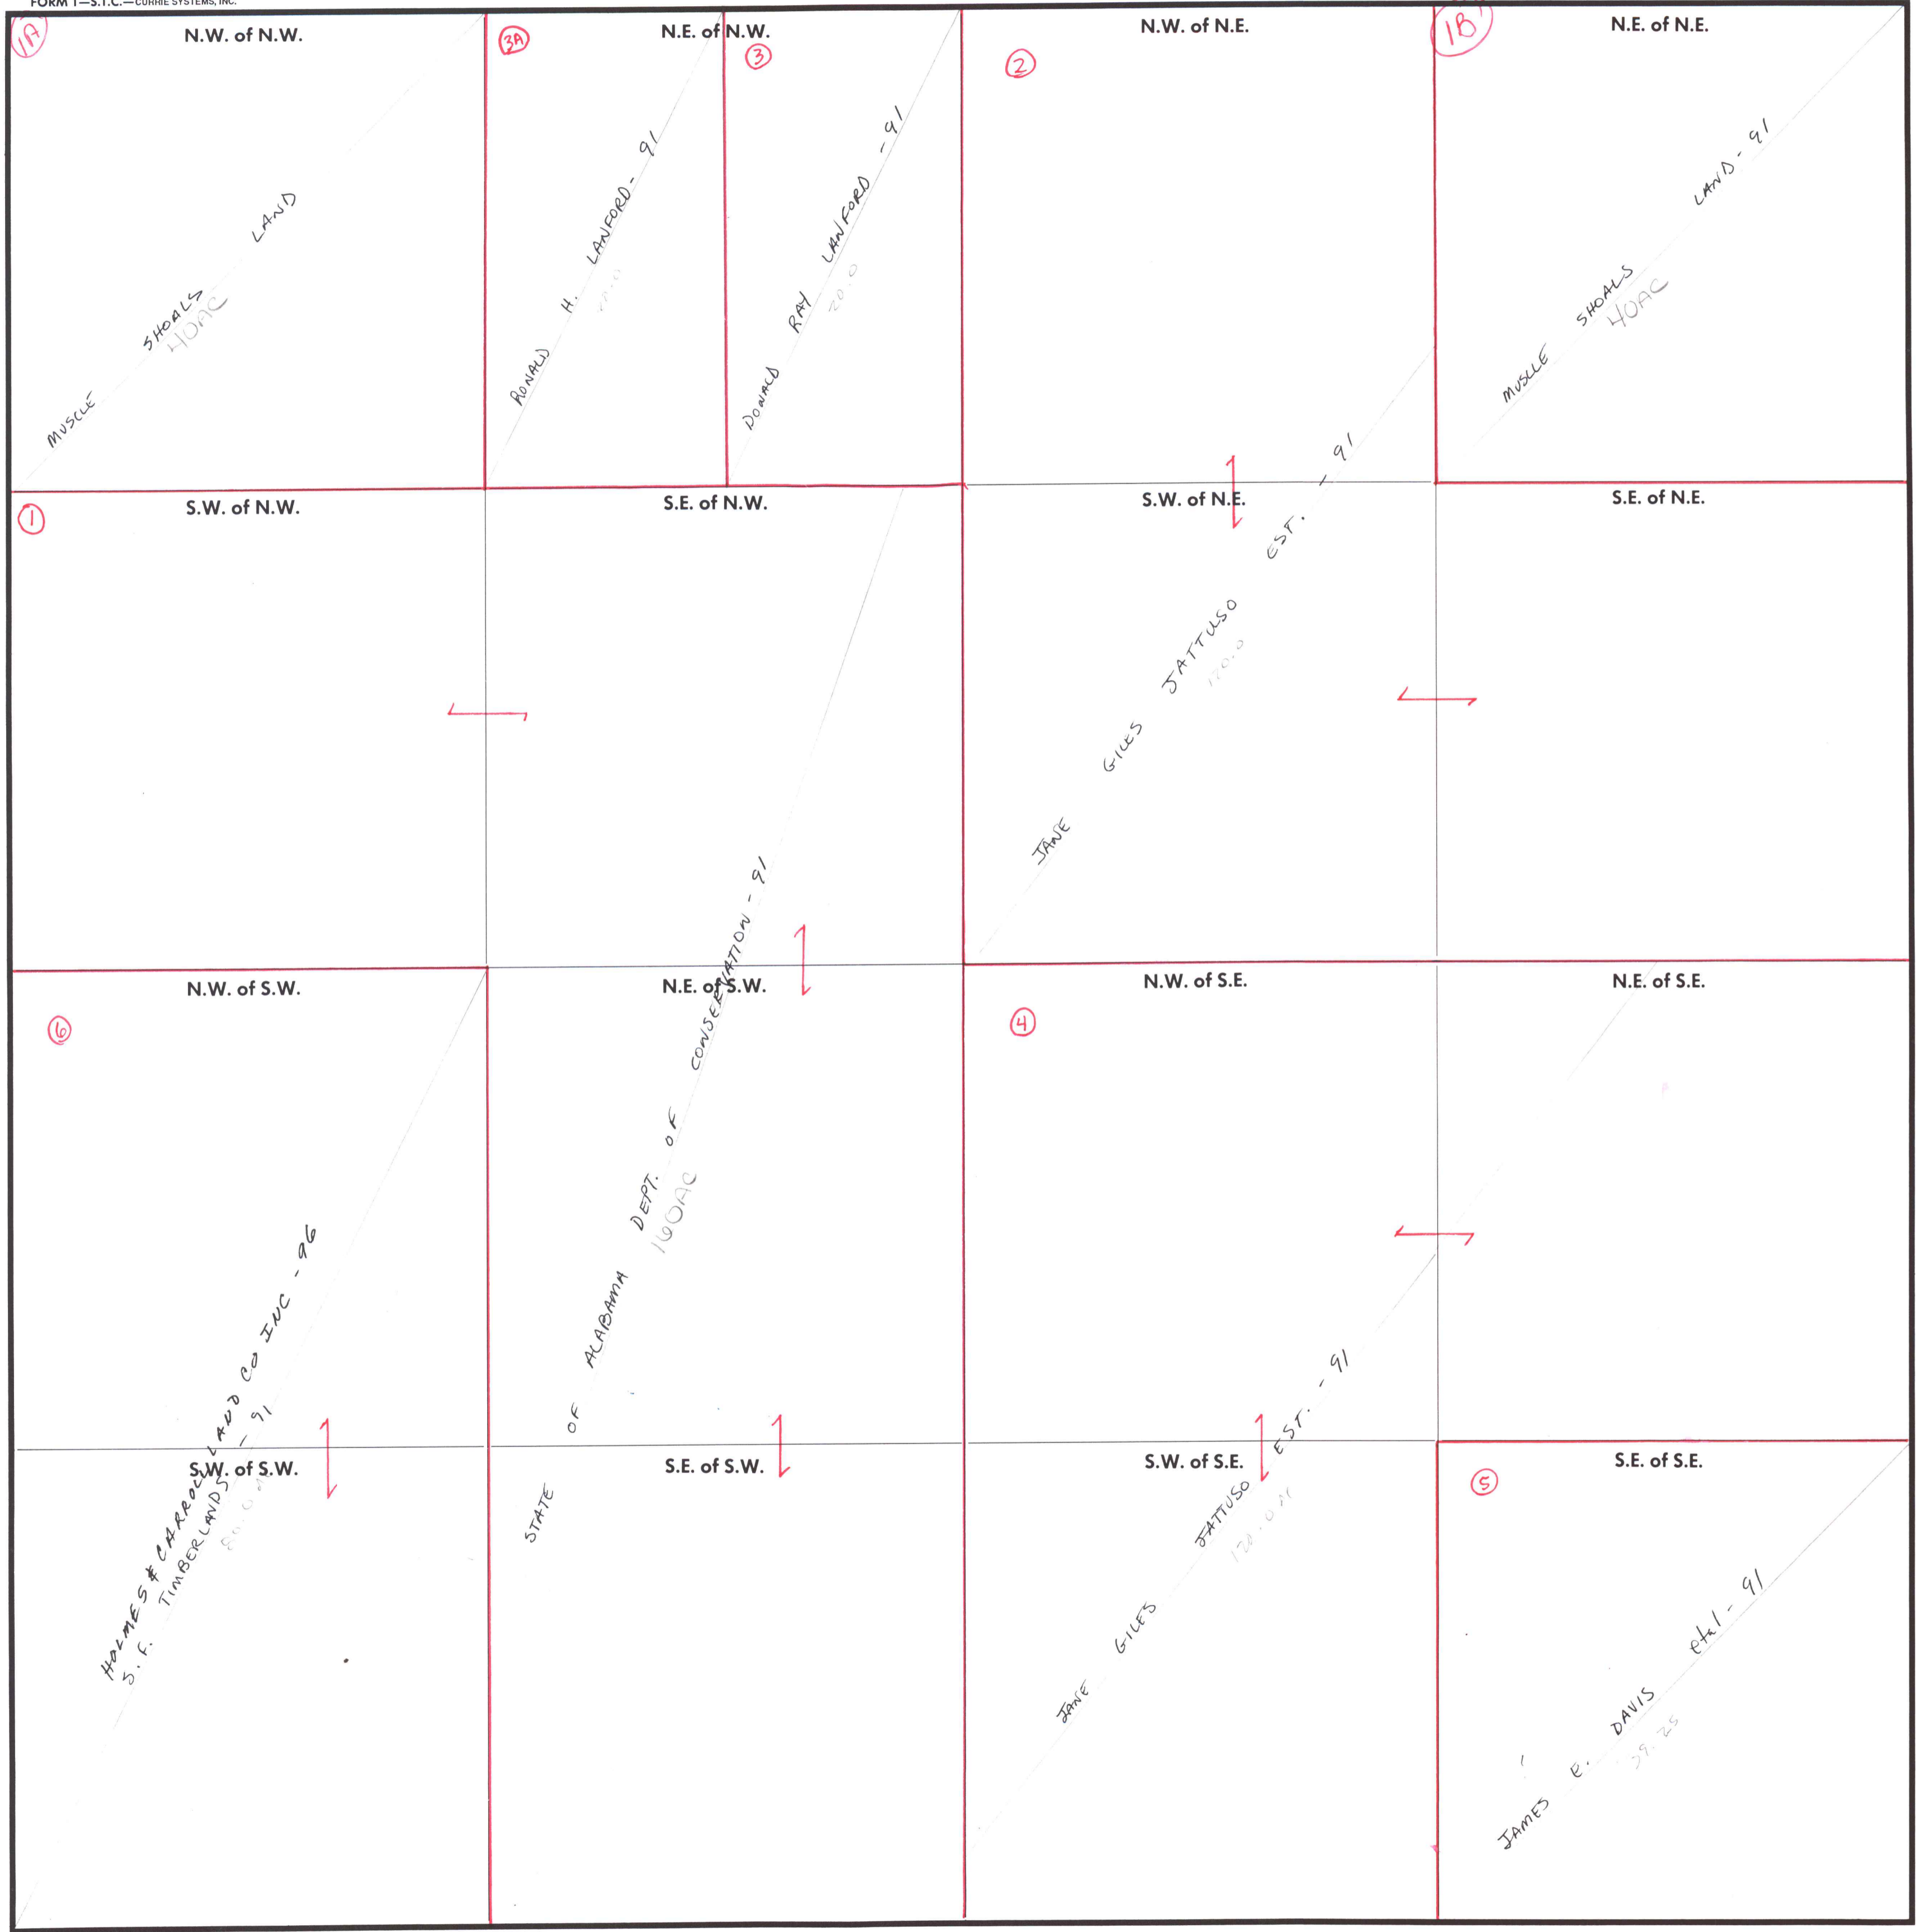 FORM 1—S.T.C.—CURRIE SYSTEMS, INC.
1A
N.W. of N.W.
MUSCLE SHOALS LAND
40AC
3A
N.E. of N.W.
RONALD H. LANFORD - 91
3
DONALD RAY LANFORD - 91
20.0
2
N.W. of N.E.
1B
N.E. of N.E.
MUSCLE SHOALS LAND - 91
40AC
1
S.W. of N.W.
S.E. of N.W.
S.W. of N.E.
JANE GILES JATTUSO EST. - 91
120.0
S.E. of N.E.
N.W. of S.W.
6
HOLMES & CARROLL LAND CO INC - 96
S.F. TIMBERLANDS - 91
N.E. of S.W.
STATE OF ALABAMA DEPT. OF CONSERVATION - 91
160AC
N.W. of S.E.
4
N.E. of S.E.
S.W. of S.W.
S.E. of S.W.
S.W. of S.E.
JANE GILES JATTUSO EST. - 91
120.0
5
S.E. of S.E.
JAMES E. DAVIS etal - 91
39.25